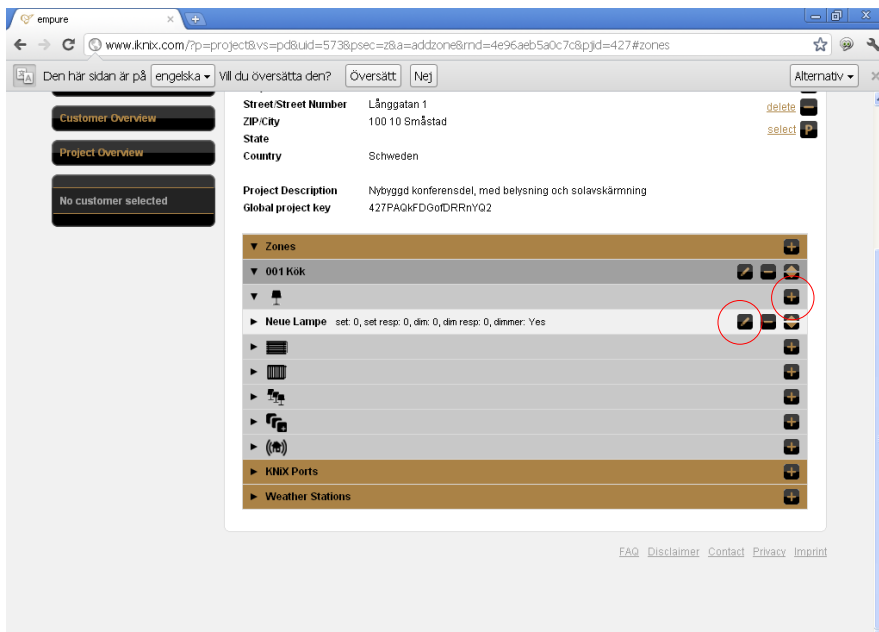 empure
www.iknix.com/?p=project&vs=pd&uid=573&psec=z&a=addzone&rnd=4e96aeb5a0c7c&pjid=427#zones
Den här sidan är på engelska Vill du översätta den? Översätt Nej Alternativ
Customer Overview
Project Overview
No customer selected
Street/Street Number Långgatan 1
ZIP/City 100 10 Småstad
State
Country Schweden
delete
select P
Project Description Nybyggd konferensdel, med belysning och solavskärmning
Global project key 427PAQkFDGofDRRnYQ2
Zones
001 Kök
Neue Lampe set: 0, set resp: 0, dim: 0, dim resp: 0, dimmer: Yes
KNiX Ports
Weather Stations
FAQ Disclaimer Contact Privacy Imprint